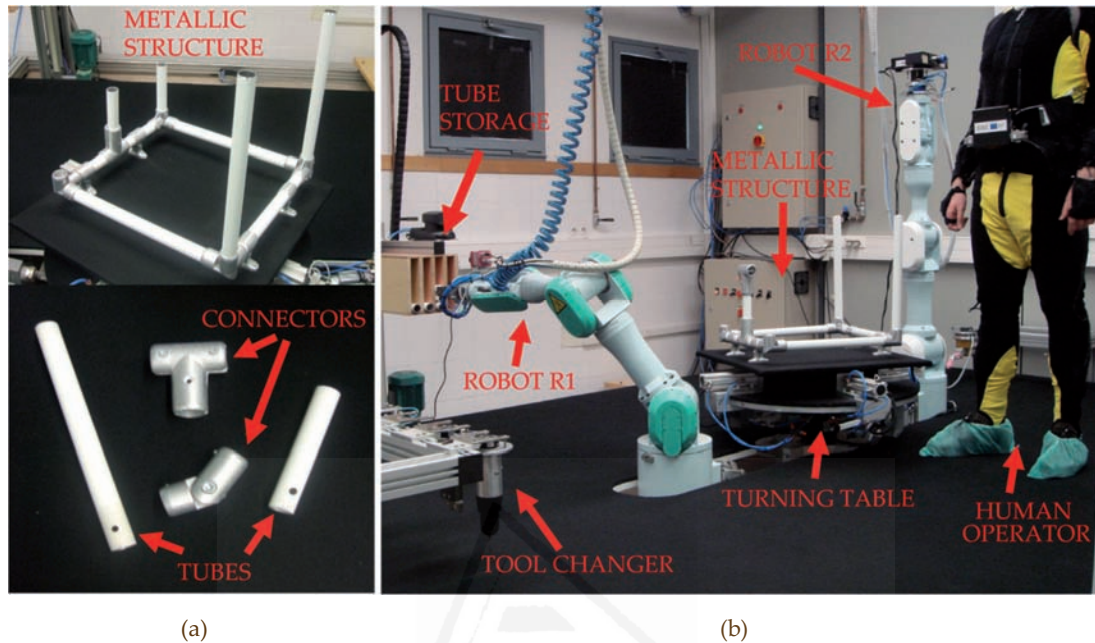 METALLIC
STRUCTURE
CONNECTORS
TUBES
(a)
ROBOT R2
TUBE
STORAGE
METALLIC
STRUCTURE
ROBOT R1
TURNING TABLE
HUMAN
OPERATOR
TOOL CHANGER
(b)